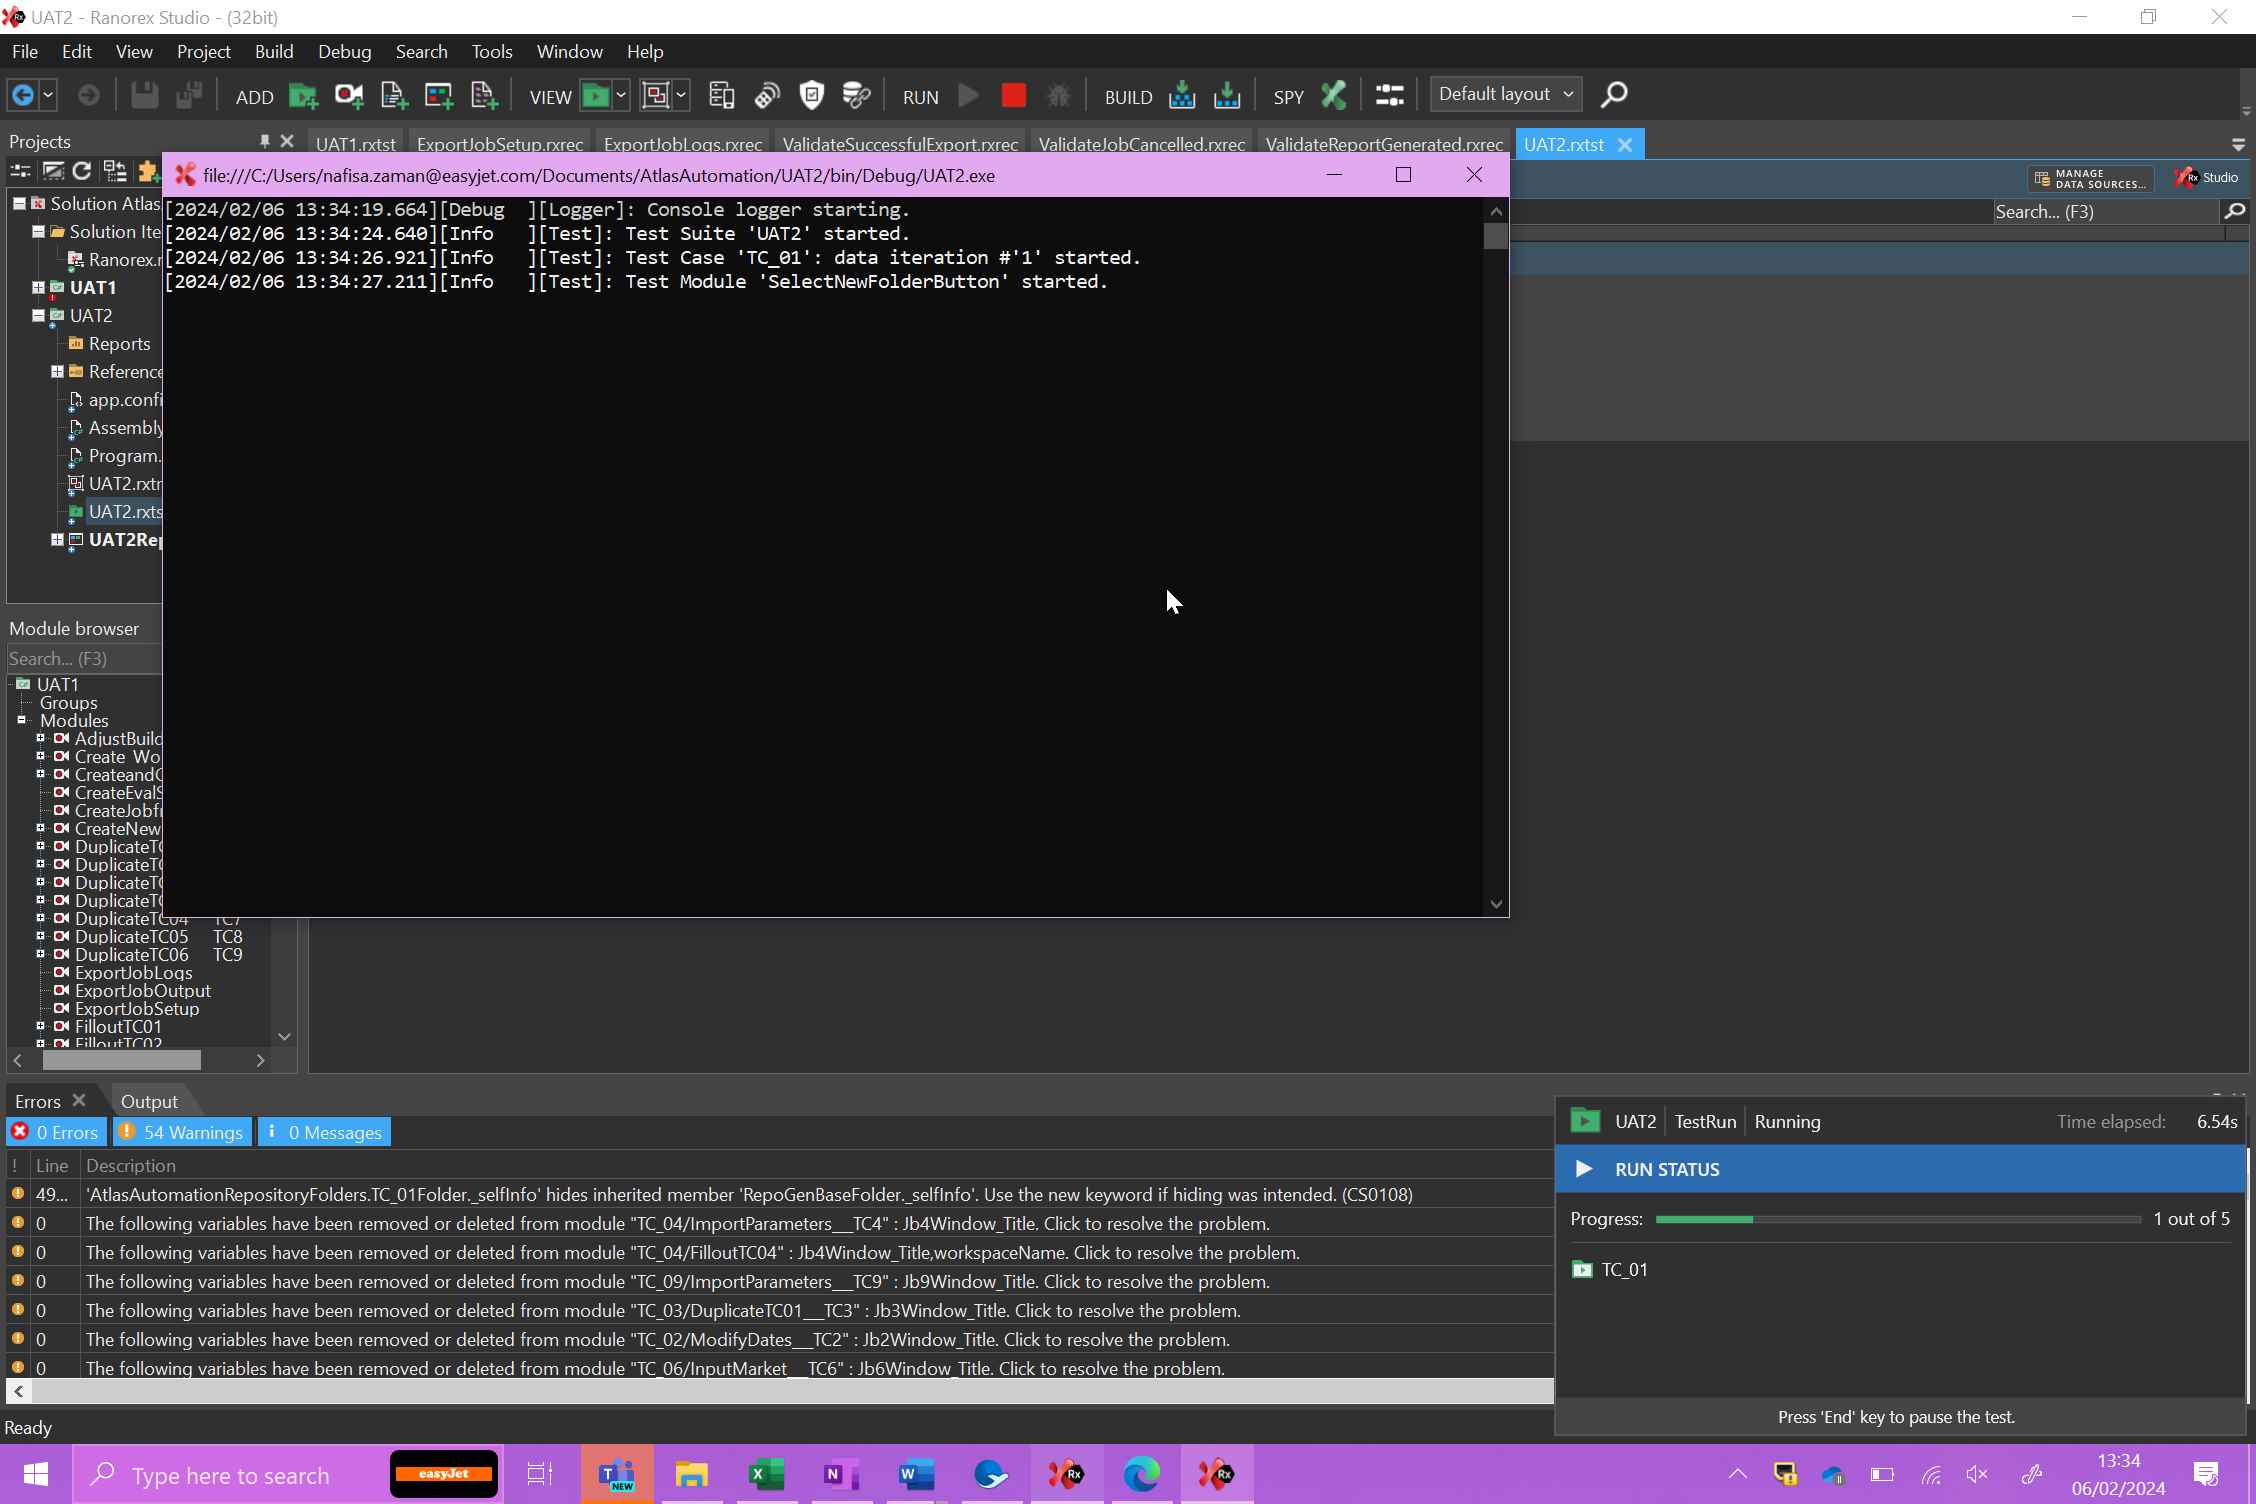 UAT2 - Ranorex Studio - (32bit)
File Edit View Project Build Debug Search Tools Window Help
ADD VIEW RUN BUILD SPY Default layout
Projects
UAT1.rxtst ExportJobSetup.rxrec ExportJobLogs.rxrec ValidateSuccessfulExport.rxrec ValidateJobCancelled.rxrec ValidateReportGenerated.rxrec UAT2.rxtst
MANAGE
DATA SOURCES...
Rx Studio
Search... (F3)
Solution Atlas
Solution Ite
Ranorex.r
UAT1
UAT2
Reports
Reference
app.confi
Assembly
Program.
UAT2.rxtr
UAT2.rxts
UAT2Rep
file:///C:/Users/nafisa.zaman@easyjet.com/Documents/AtlasAutomation/UAT2/bin/Debug/UAT2.exe
[2024/02/06 13:34:19.664][Debug  ][Logger]: Console logger starting.
[2024/02/06 13:34:24.640][Info   ][Test]: Test Suite 'UAT2' started.
[2024/02/06 13:34:26.921][Info   ][Test]: Test Case 'TC_01': data iteration #'1' started.
[2024/02/06 13:34:27.211][Info   ][Test]: Test Module 'SelectNewFolderButton' started.
Module browser
Search... (F3)
UAT1
Groups
Modules
AdjustBuild
Create Wo
CreateandC
CreateEvalS
CreateJobfr
CreateNew
DuplicateTC
DuplicateTC
DuplicateTC
DuplicateTC
DuplicateTC04 TC7
DuplicateTC05 TC8
DuplicateTC06 TC9
ExportJobLogs
ExportJobOutput
ExportJobSetup
FilloutTC01
FilloutTC02
Errors Output
0 Errors 54 Warnings 0 Messages
! Line Description
49... 'AtlasAutomationRepositoryFolders.TC_01Folder._selfInfo' hides inherited member 'RepoGenBaseFolder._selfInfo'. Use the new keyword if hiding was intended. (CS0108)
0 The following variables have been removed or deleted from module "TC_04/ImportParameters___TC4" : Jb4Window_Title. Click to resolve the problem.
0 The following variables have been removed or deleted from module "TC_04/FilloutTC04" : Jb4Window_Title,workspaceName. Click to resolve the problem.
0 The following variables have been removed or deleted from module "TC_09/ImportParameters___TC9" : Jb9Window_Title. Click to resolve the problem.
0 The following variables have been removed or deleted from module "TC_03/DuplicateTC01___TC3" : Jb3Window_Title. Click to resolve the problem.
0 The following variables have been removed or deleted from module "TC_02/ModifyDates___TC2" : Jb2Window_Title. Click to resolve the problem.
0 The following variables have been removed or deleted from module "TC_06/InputMarket___TC6" : Jb6Window_Title. Click to resolve the problem.
UAT2 TestRun Running Time elapsed: 6.54s
RUN STATUS
Progress: 1 out of 5
TC_01
Press 'End' key to pause the test.
Ready
Type here to search
easyJet
NEW
13:34
06/02/2024